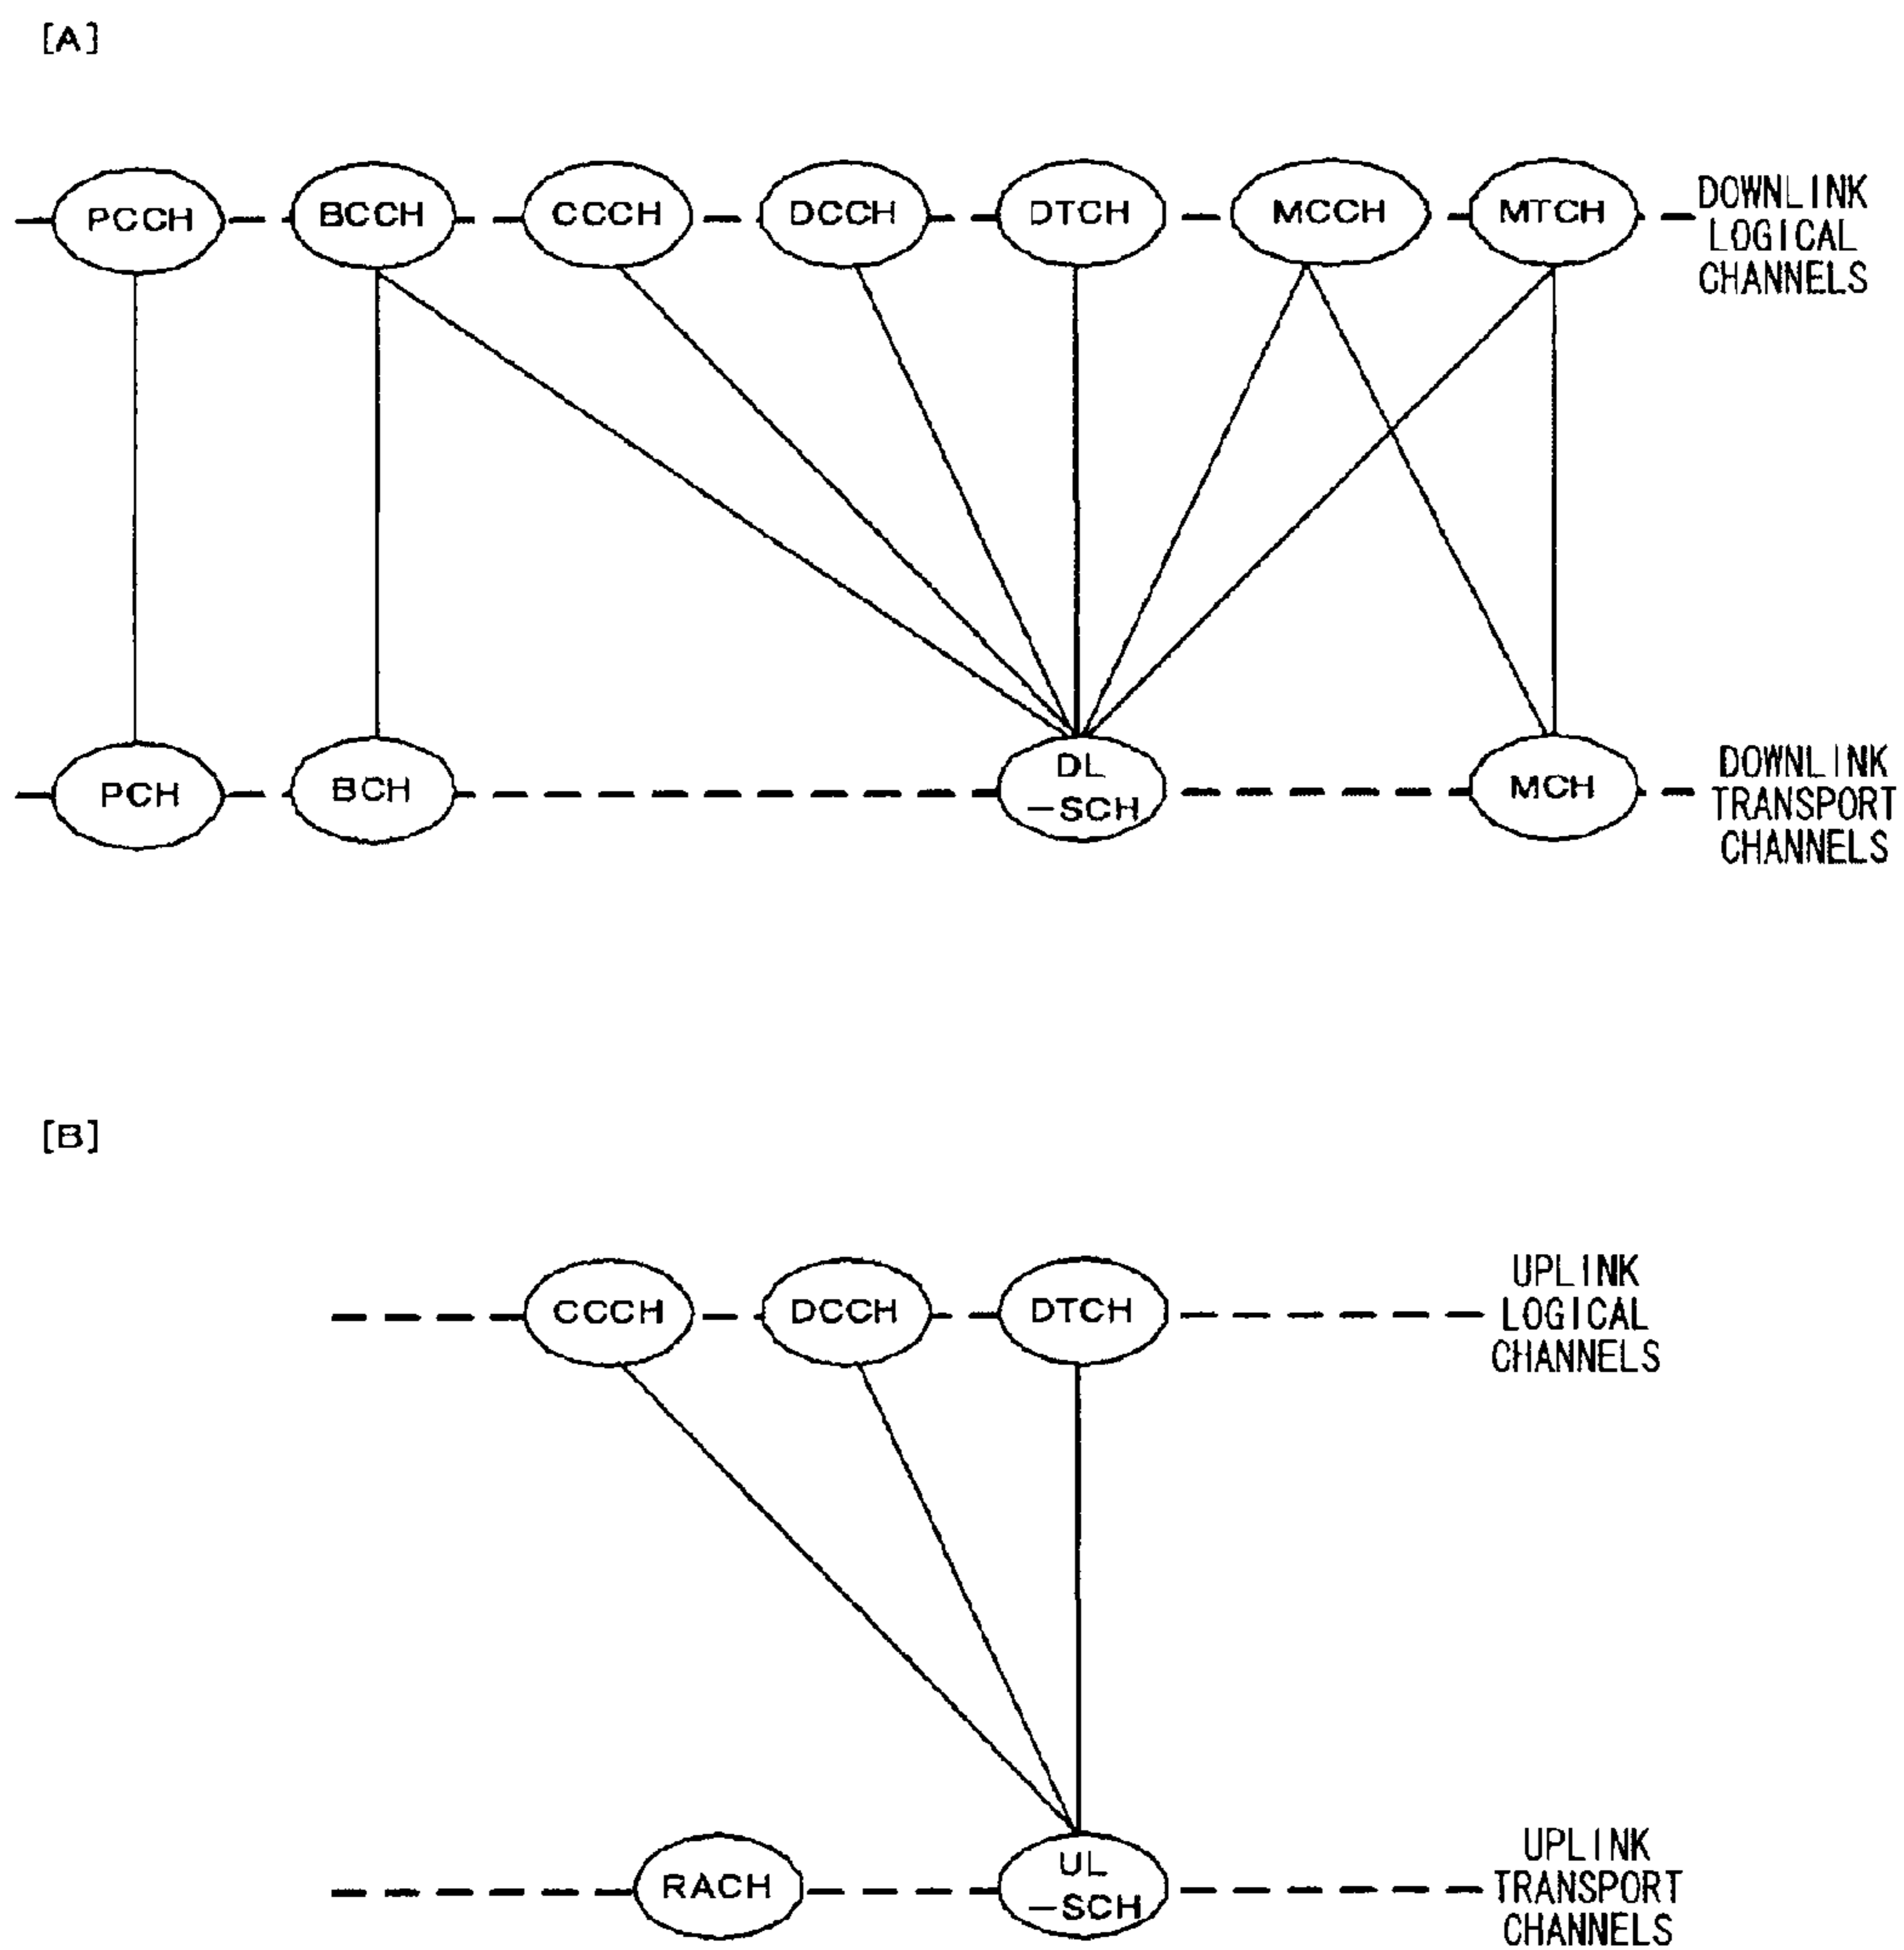 [A]
PCCH BCCH CCCH DCCH DTCH MCCH MTCH
DOWNLINK
LOGICAL
CHANNELS
PCH BCH
DL
-SCH
MCH
DOWNLINK
TRANSPORT
CHANNELS
[B]
CCCH DCCH DTCH
UPLINK
LOGICAL
CHANNELS
RACH
UL
-SCH
UPLINK
TRANSPORT
CHANNELS